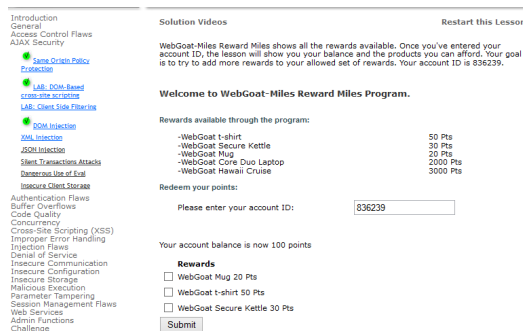 Introduction
General
Access Control Flaws
AJAX Security
Same Origin Policy
Protection
LAB: DOM-Based
cross-site scripting
LAB: Client Side Filtering
DOM Injection
XML Injection
JSON Injection
Silent Transactions Attacks
Dangerous Use of Eval
Insecure Client Storage
Authentication Flaws
Buffer Overflows
Code Quality
Concurrency
Cross-Site Scripting (XSS)
Improper Error Handling
Injection Flaws
Denial of Service
Insecure Communication
Insecure Configuration
Insecure Storage
Malicious Execution
Parameter Tampering
Session Management Flaws
Web Services
Admin Functions
Challenge
Solution Videos Restart this Lesson
WebGoat-Miles Reward Miles shows all the rewards available. Once you've entered your
account ID, the lesson will show you your balance and the products you can afford. Your goal
is to try to add more rewards to your allowed set of rewards. Your account ID is 836239.
Welcome to WebGoat-Miles Reward Miles Program.
Rewards available through the program:
-WebGoat t-shirt 50 Pts
-WebGoat Secure Kettle 30 Pts
-WebGoat Mug 20 Pts
-WebGoat Core Duo Laptop 2000 Pts
-WebGoat Hawaii Cruise 3000 Pts
Redeem your points:
Please enter your account ID: 836239
Your account balance is now 100 points
Rewards
WebGoat Mug 20 Pts
WebGoat t-shirt 50 Pts
WebGoat Secure Kettle 30 Pts
Submit